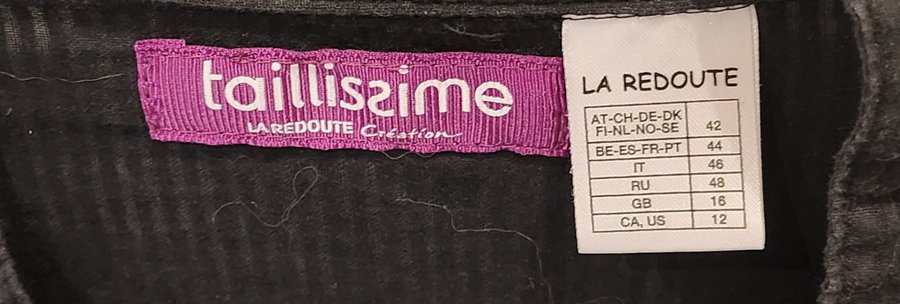 taillissime
LA REDOUTE Création
LA REDOUTE
AT-CH-DE-DK
FI-NL-NO-SE 42
BE-ES-FR-PT 44
IT 46
RU 48
GB 16
CA, US 12